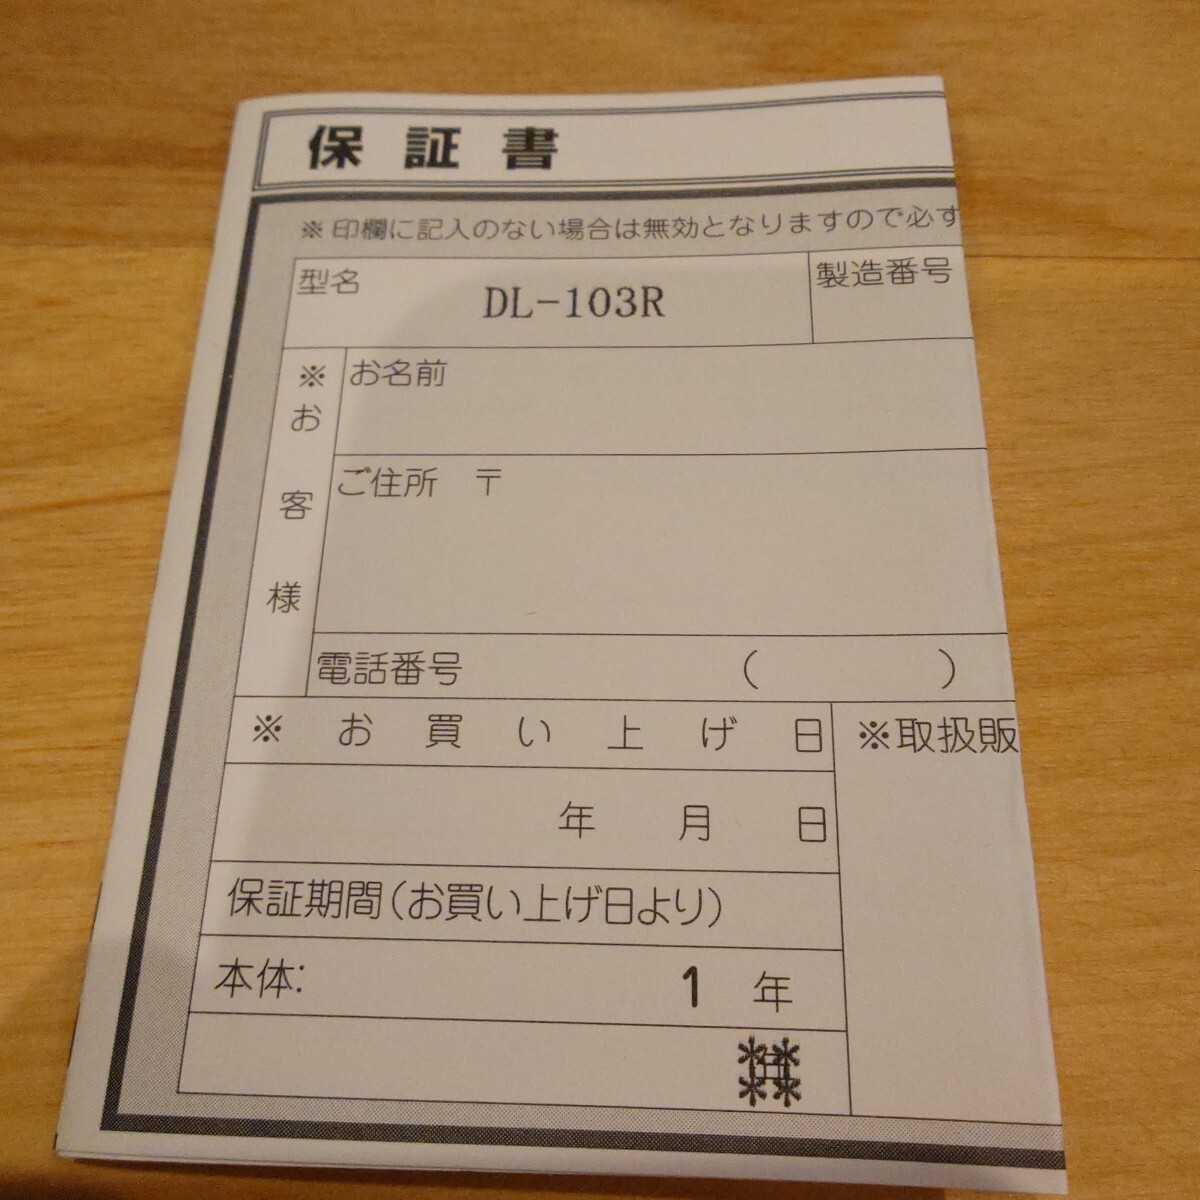 保証書
※印欄に記入のない場合は無効となりますので必ず
型名
DL-103R
製造番号
※お客様
お名前
ご住所 〒
電話番号 ( )
※お買い上げ日
※取扱販
年 月 日
保証期間(お買い上げ日より)
本体: 1年